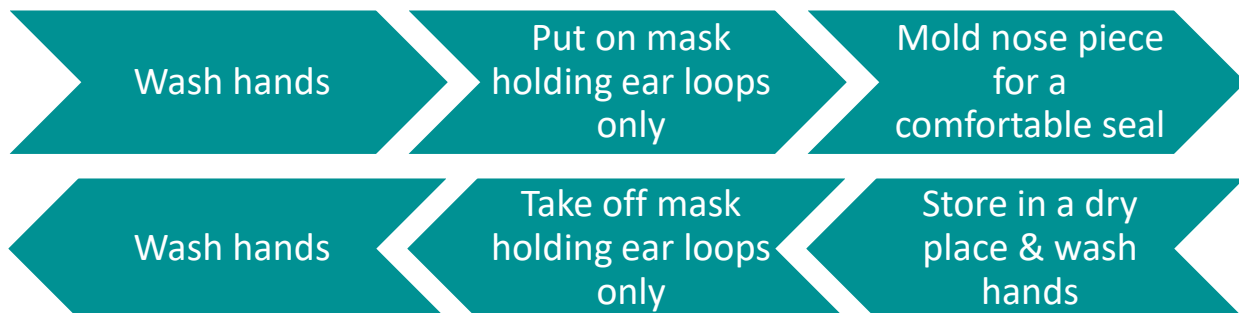 Wash hands
Put on mask
holding ear loops
only
Mold nose piece
for a
comfortable seal
Wash hands
Take off mask
holding ear loops
only
Store in a dry
place & wash
hands